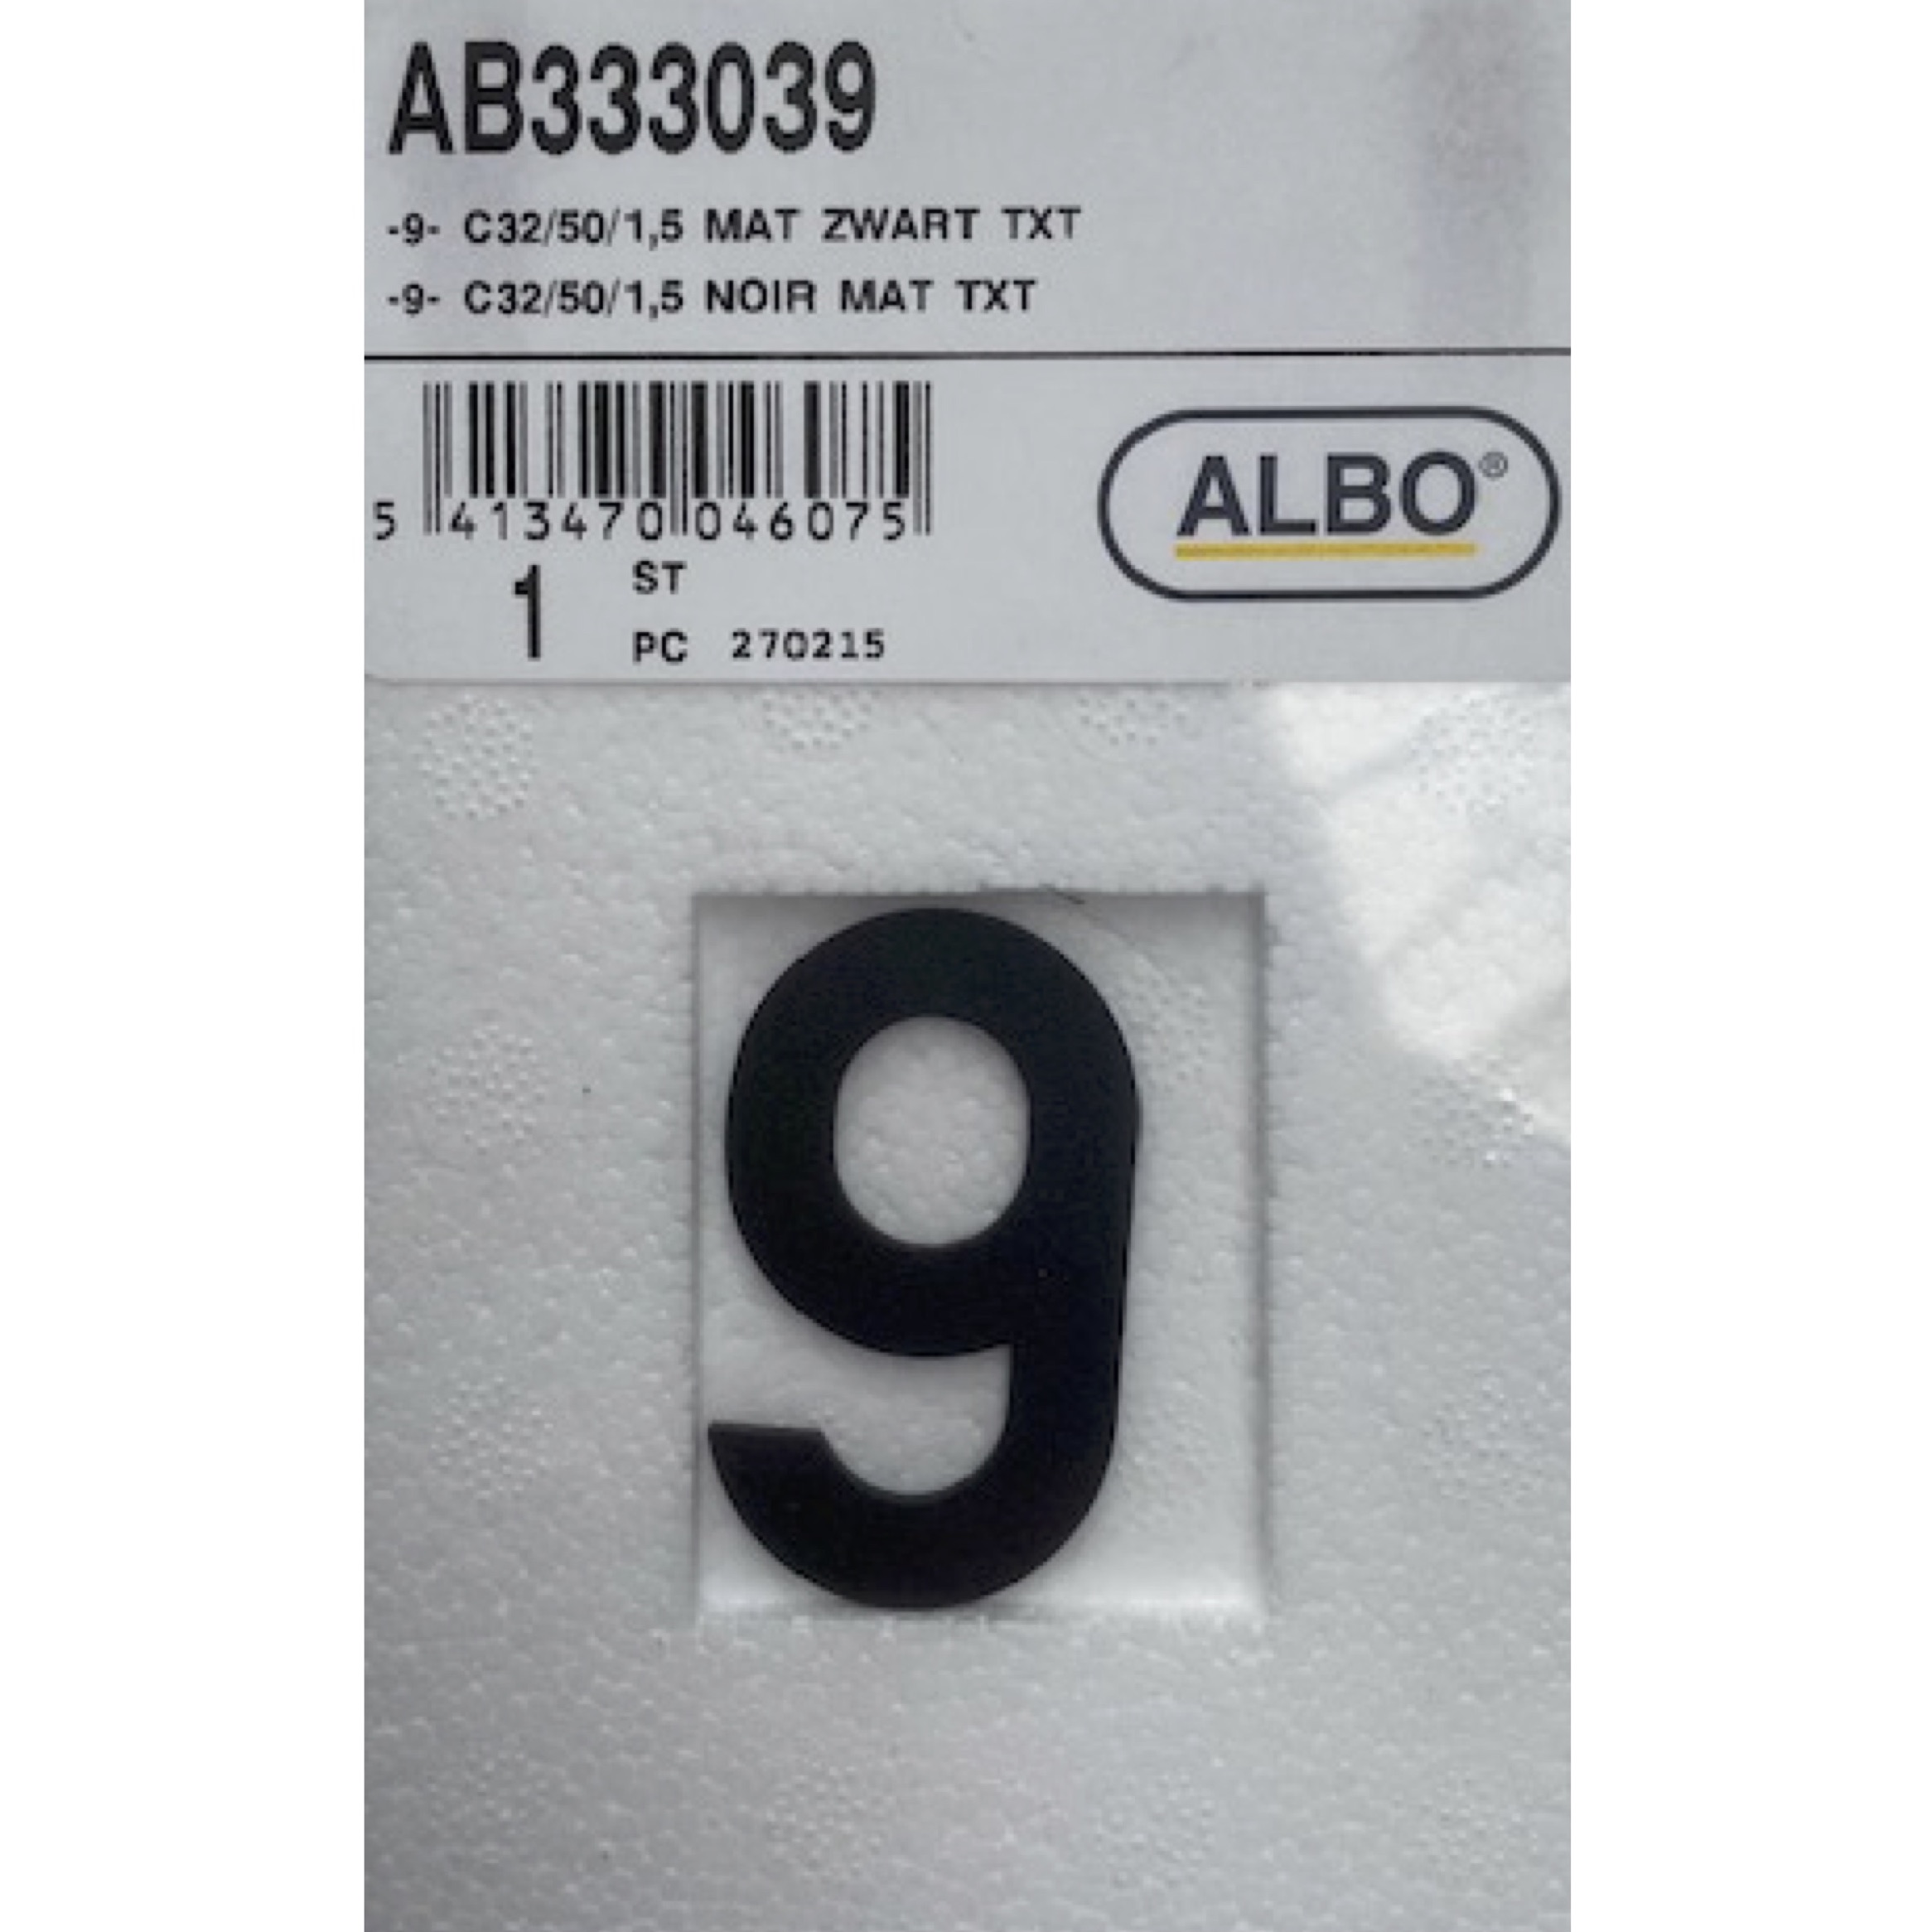 AB333039
-9- C32/50/1,5 MAT ZWART TXT
-9- C32/50/1,5 NOIR MAT TXT
5 413470 046075
ALBO®
1 ST
PC 270215
9